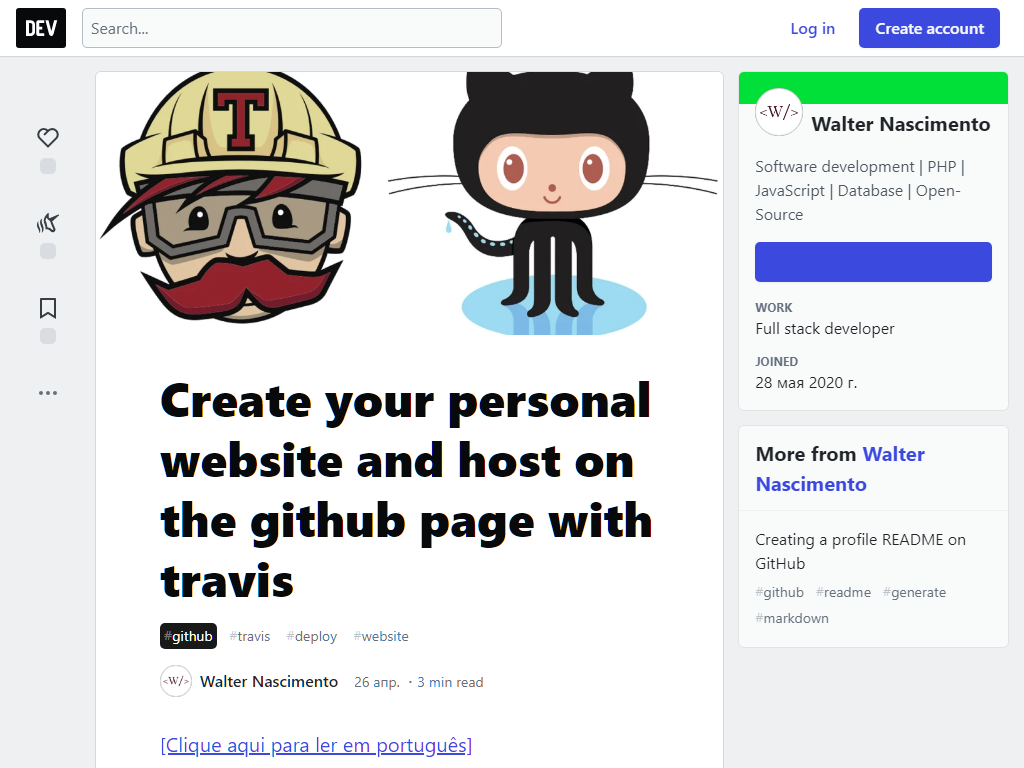 DEV
Search...
Log in
Create account
T
Create your personal
website and host on
the github page with
travis
#github #travis #deploy #website
<W/> Walter Nascimento 26 апр. · 3 min read
[Clique aqui para ler em português]
<W/>
Walter Nascimento
Software development | PHP |
JavaScript | Database | Open-
Source
WORK
Full stack developer
JOINED
28 мая 2020 г.
More from Walter
Nascimento
Creating a profile README on
GitHub
#github #readme #generate
#markdown